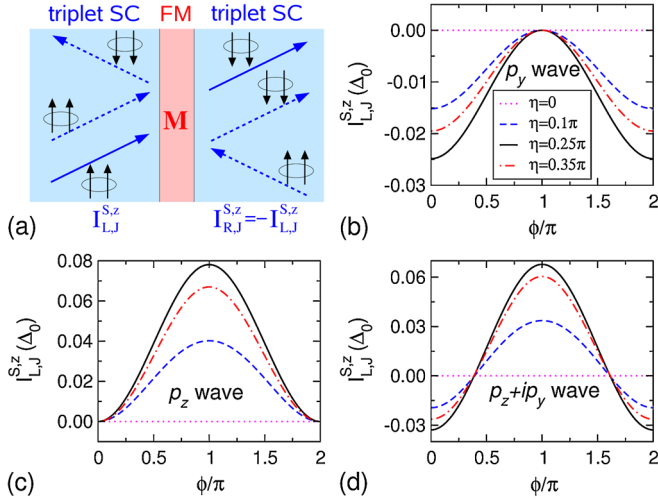 triplet SC FM triplet SC
M
I_{L,J}^{S,z} I_{R,J}^{S,z}=-I_{L,J}^{S,z}
(a)
0.00
-0.01
-0.02
-0.03
I_{L,J}^{S,z} (Δ_0)
p_y wave
η=0
η=0.1π
η=0.25π
η=0.35π
0 0.5 1 1.5 2
ϕ/π
(b)
0.08
0.06
0.04
0.02
0.00
I_{L,J}^{S,z} (Δ_0)
p_z wave
0 0.5 1 1.5 2
ϕ/π
(c)
0.06
0.03
0.00
-0.03
I_{L,J}^{S,z} (Δ_0)
p_z+ip_y wave
0 0.5 1 1.5 2
ϕ/π
(d)